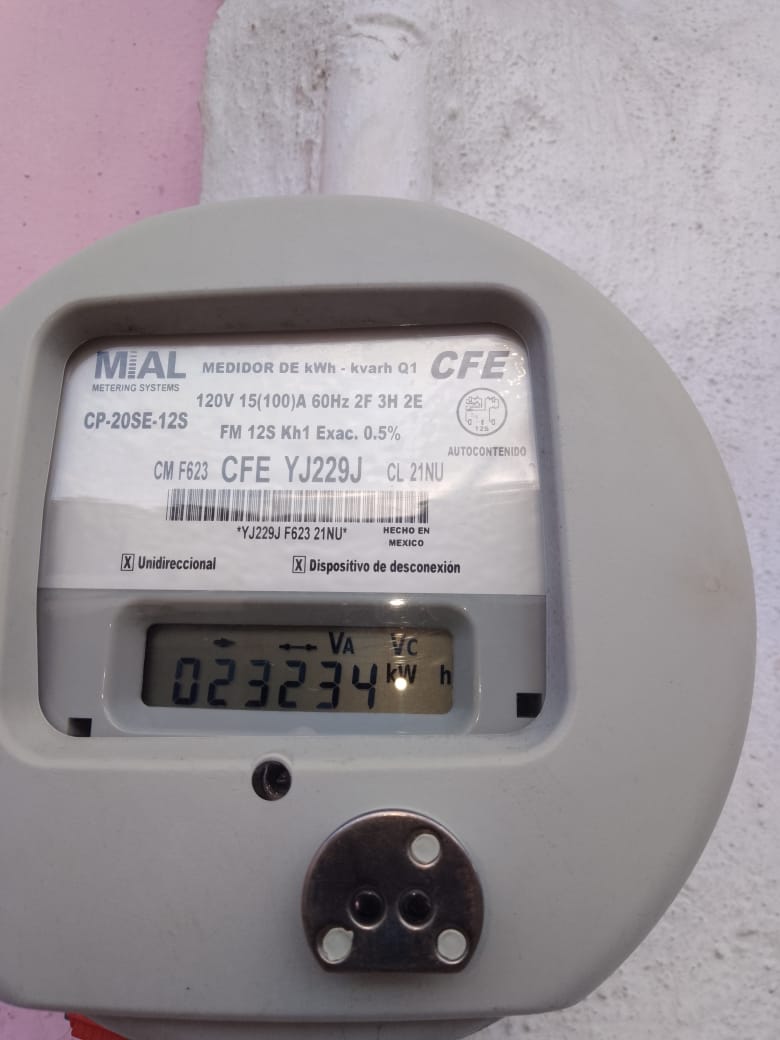 MIAL
METERING SYSTEMS
MEDIDOR DE kWh - kvarh Q1
CFE
120V 15(100)A 60Hz 2F 3H 2E
CP-20SE-12S
FM 12S Kh1 Exac. 0.5%
12S
AUTOCONTENIDO
CM F623 CFE YJ229J CL 21NU
*YJ229J F623 21NU*
HECHO EN
MEXICO
X Unidireccional
X Dispositivo de desconexión
VA VC
023234 kW h